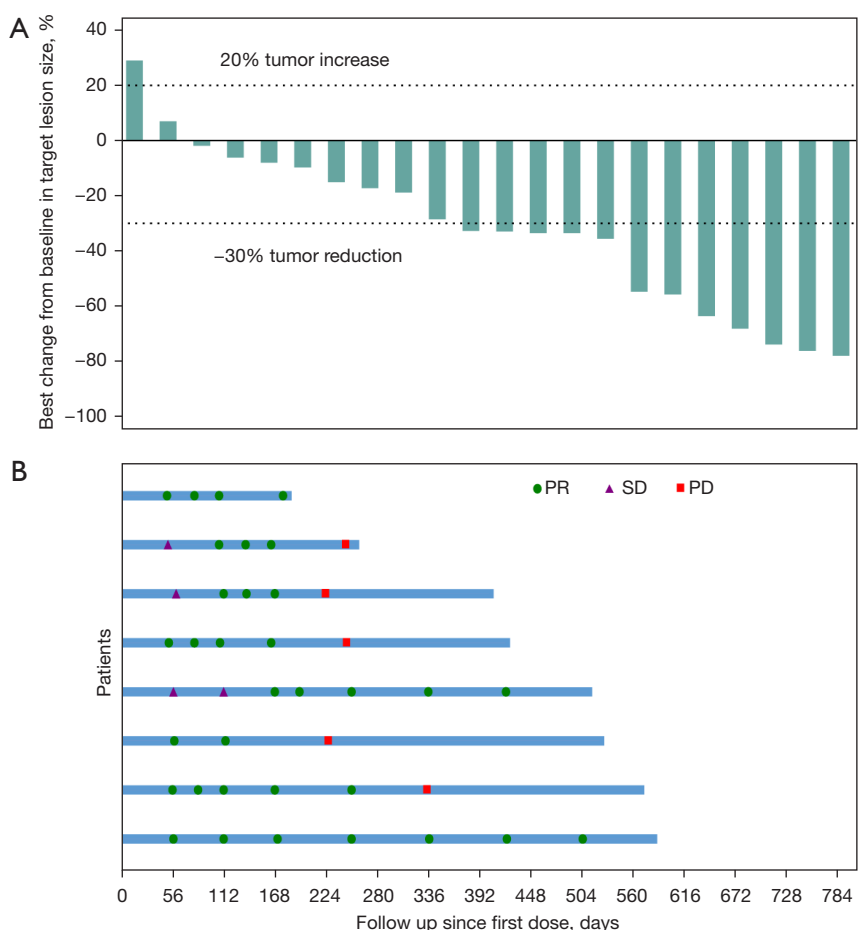 A
Best change from baseline in target lesion size, %
40
20
0
−20
−40
−60
−80
−100
20% tumor increase
−30% tumor reduction
B
Patients
PR SD PD
0 56 112 168 224 280 336 392 448 504 560 616 672 728 784
Follow up since first dose, days